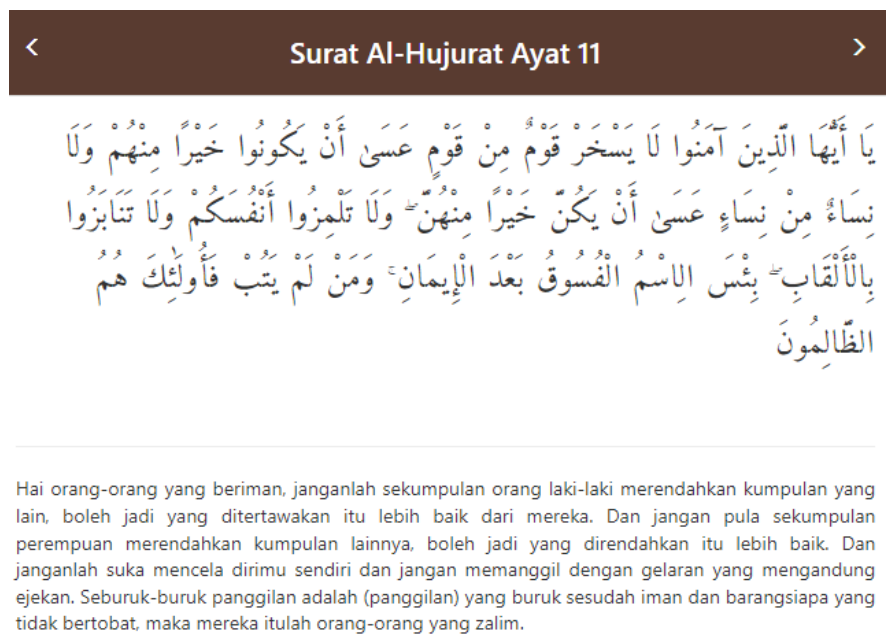 Surat Al-Hujurat Ayat 11
يَا أَيُّهَا الَّذِينَ آمَنُوا لَا يَسْخَرْ قَوْمٌ مِنْ قَوْمٍ عَسَىٰ أَنْ يَكُونُوا خَيْرًا مِنْهُمْ وَلَا
نِسَاءٌ مِنْ نِسَاءٍ عَسَىٰ أَنْ يَكُنَّ خَيْرًا مِنْهُنَّ ۖ وَلَا تَلْمِزُوا أَنْفُسَكُمْ وَلَا تَنَابَزُوا
بِالْأَلْقَابِ ۖ بِئْسَ الِاسْمُ الْفُسُوقُ بَعْدَ الْإِيمَانِ ۚ وَمَنْ لَمْ يَتُبْ فَأُولَٰئِكَ هُمُ
الظَّالِمُونَ
Hai orang-orang yang beriman, janganlah sekumpulan orang laki-laki merendahkan kumpulan yang
lain, boleh jadi yang ditertawakan itu lebih baik dari mereka. Dan jangan pula sekumpulan
perempuan merendahkan kumpulan lainnya, boleh jadi yang direndahkan itu lebih baik. Dan
janganlah suka mencela dirimu sendiri dan jangan memanggil dengan gelaran yang mengandung
ejekan. Seburuk-buruk panggilan adalah (panggilan) yang buruk sesudah iman dan barangsiapa yang
tidak bertobat, maka mereka itulah orang-orang yang zalim.